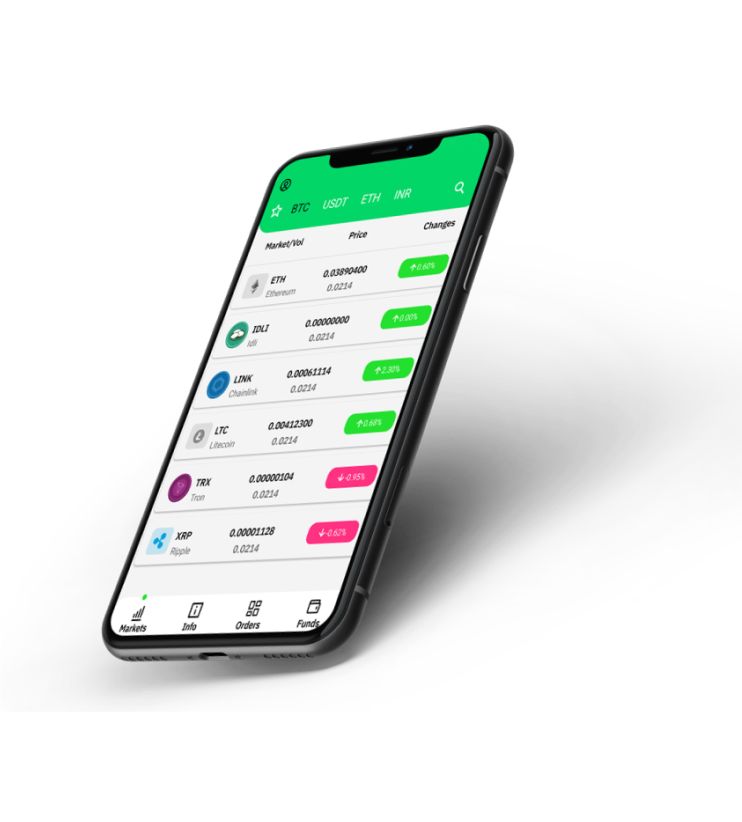 BTC USDT ETH INR
Market/Vol Price Changes
ETH 0.03890400 0.60%
Ethereum 0.0214
IDLI 0.00000000 0.00%
Idli 0.0214
LINK 0.00061114 2.30%
Chainlink 0.0214
LTC 0.00412300 0.68%
Litecoin 0.0214
TRX 0.00000104 -0.95%
Tron 0.0214
XRP 0.00001128 -0.62%
Ripple 0.0214
Markets Info Orders Funds